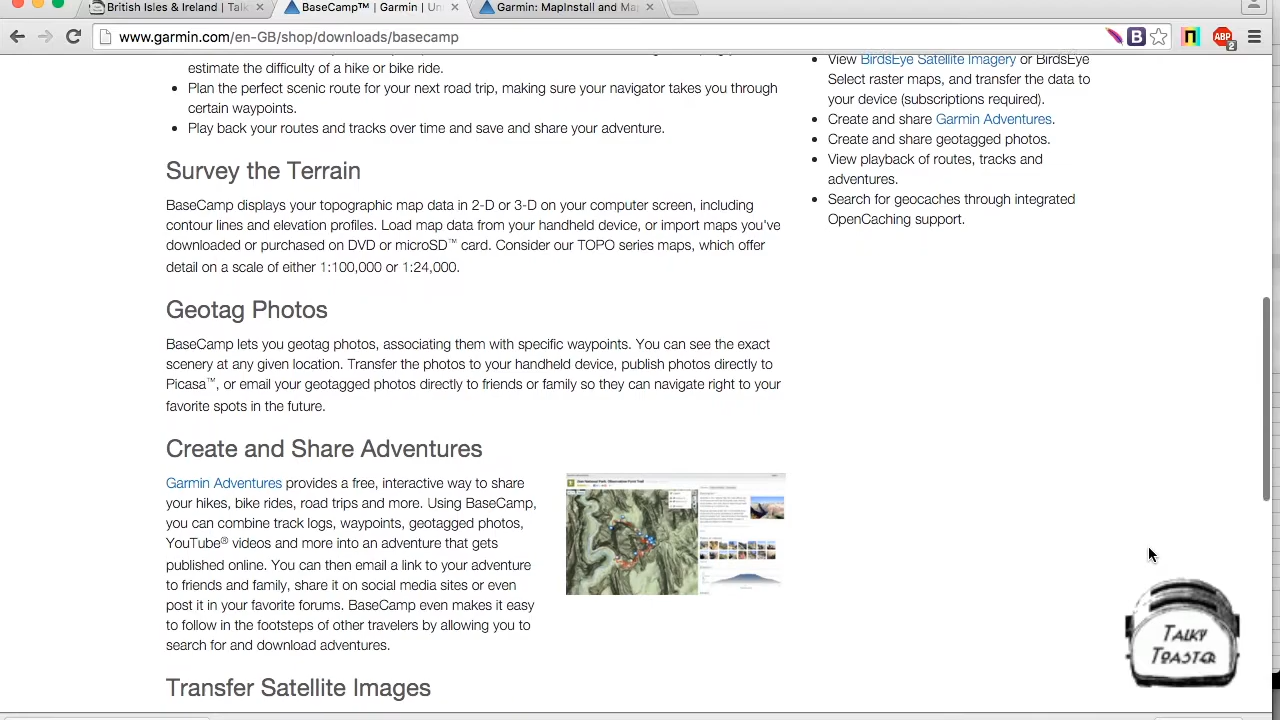 British Isles & Ireland | Talk
BaseCamp™ | Garmin | Uni
Garmin: MapInstall and Ma
www.garmin.com/en-GB/shop/downloads/basecamp
ABP
2
estimate the difficulty of a hike or bike ride.
• Plan the perfect scenic route for your next road trip, making sure your navigator takes you through
certain waypoints.
• Play back your routes and tracks over time and save and share your adventure.
Survey the Terrain
BaseCamp displays your topographic map data in 2-D or 3-D on your computer screen, including
contour lines and elevation profiles. Load map data from your handheld device, or import maps you've
downloaded or purchased on DVD or microSD™ card. Consider our TOPO series maps, which offer
detail on a scale of either 1:100,000 or 1:24,000.
Geotag Photos
BaseCamp lets you geotag photos, associating them with specific waypoints. You can see the exact
scenery at any given location. Transfer the photos to your handheld device, publish photos directly to
Picasa™, or email your geotagged photos directly to friends or family so they can navigate right to your
favorite spots in the future.
Create and Share Adventures
Garmin Adventures provides a free, interactive way to share
your hikes, bike rides, road trips and more. Using BaseCamp,
you can combine track logs, waypoints, geotagged photos,
YouTube® videos and more into an adventure that gets
published online. You can then email a link to your adventure
to friends and family, share it on social media sites or even
post it in your favorite forums. BaseCamp even makes it easy
to follow in the footsteps of other travelers by allowing you to
search for and download adventures.
Transfer Satellite Images
• View BirdsEye Satellite Imagery or BirdsEye
Select raster maps, and transfer the data to
your device (subscriptions required).
• Create and share Garmin Adventures.
• Create and share geotagged photos.
• View playback of routes, tracks and
adventures.
• Search for geocaches through integrated
OpenCaching support.
TALKY
TOASTER